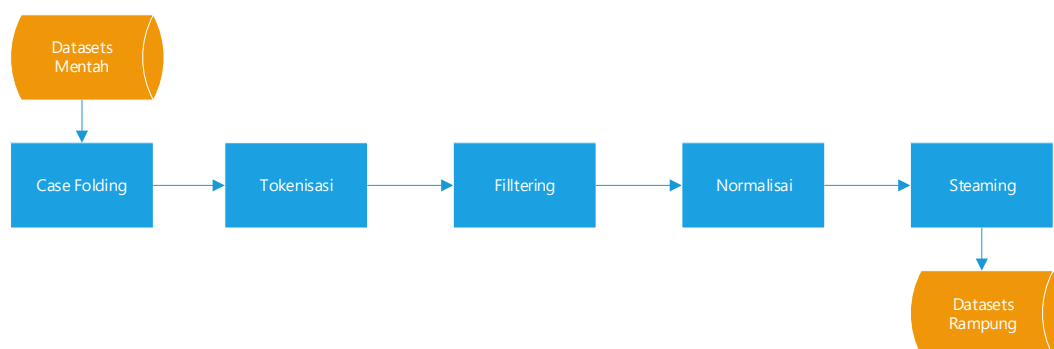 Datasets
Mentah
Case Folding
Tokenisasi
Filltering
Normalisai
Steaming
Datasets
Rampung